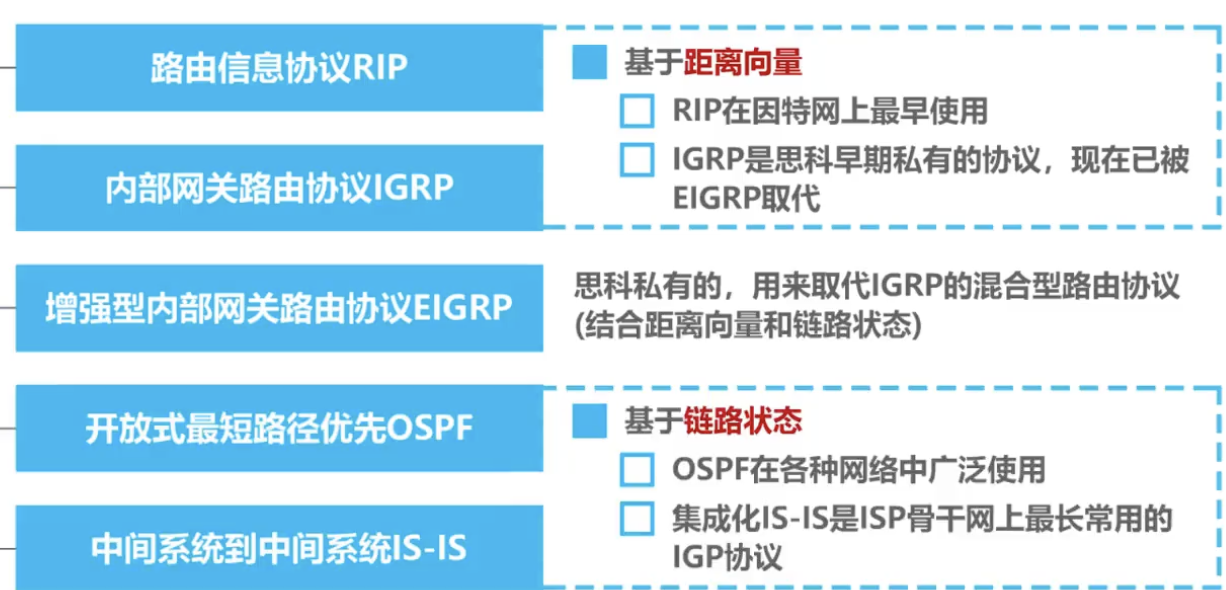 路由信息协议RIP
基于距离向量
RIP在因特网上最早使用
内部网关路由协议IGRP
IGRP是思科早期私有的协议，现在已被
EIGRP取代
增强型内部网关路由协议EIGRP
思科私有的，用来取代IGRP的混合型路由协议
(结合距离向量和链路状态)
开放式最短路径优先OSPF
基于链路状态
OSPF在各种网络中广泛使用
中间系统到中间系统IS-IS
集成化IS-IS是ISP骨干网上最长常用的
IGP协议